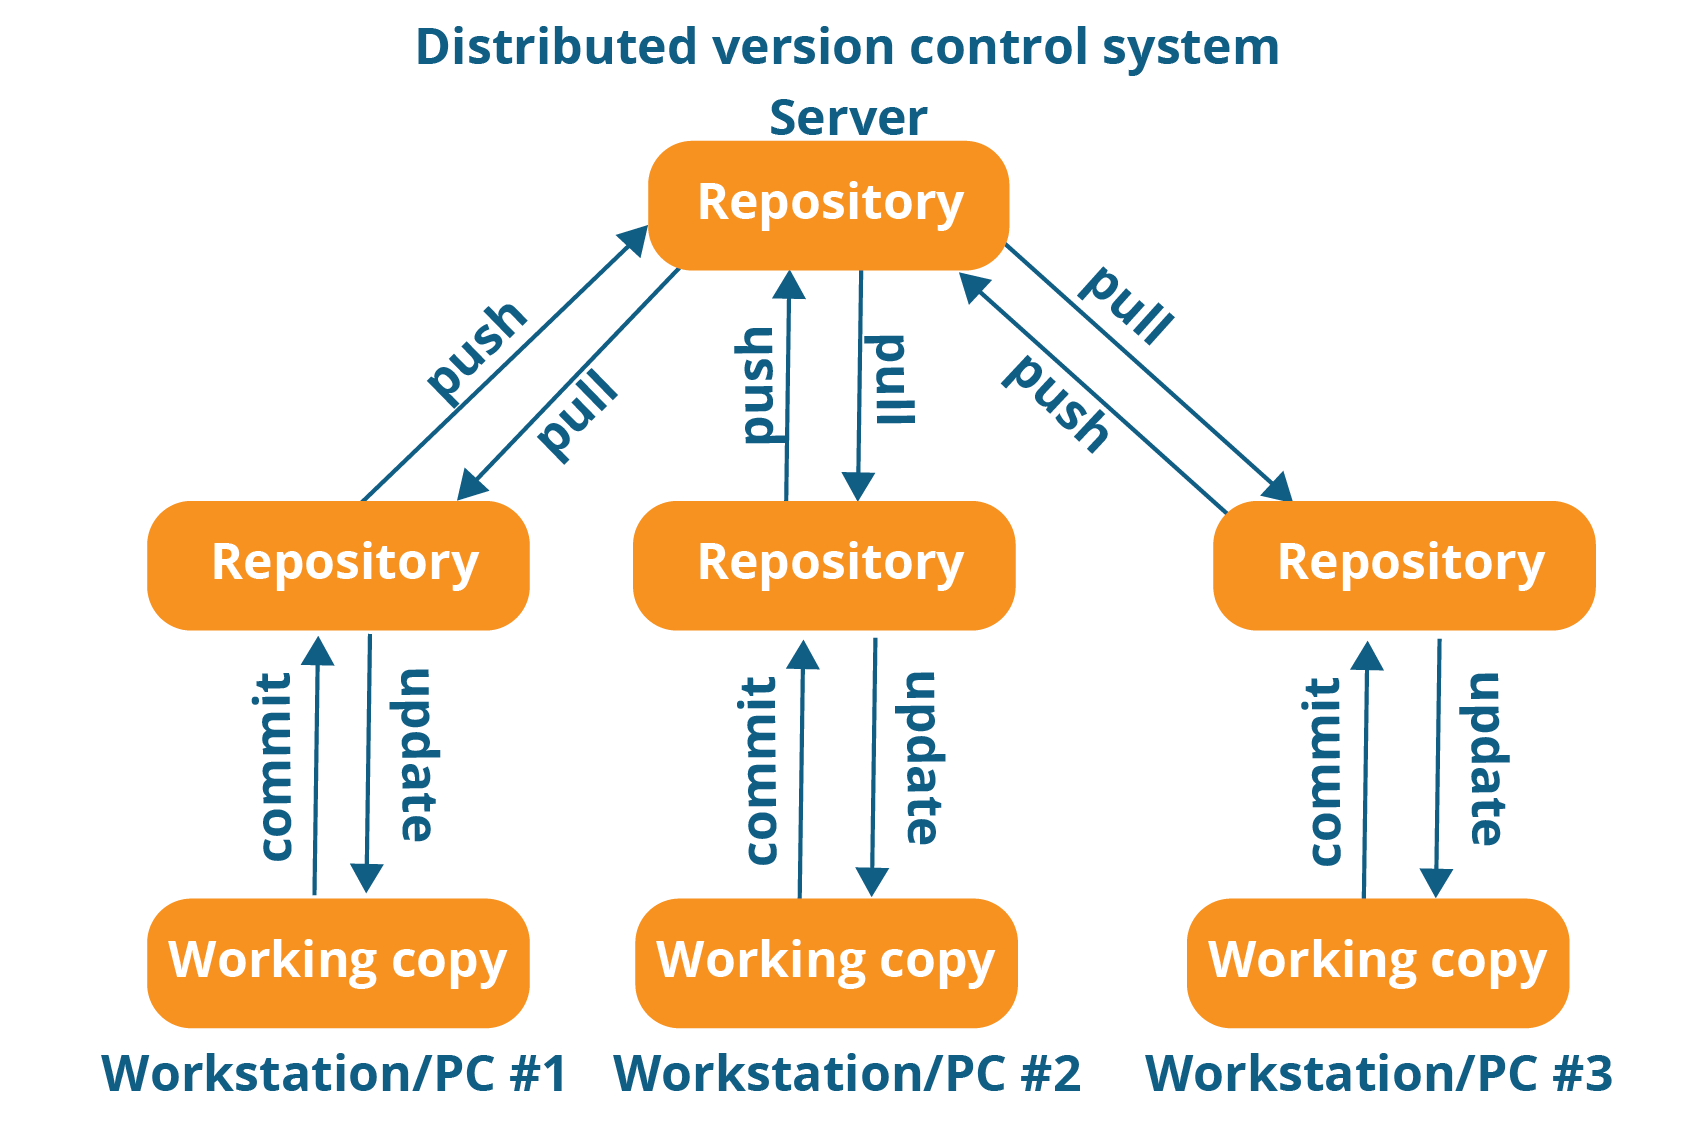 Distributed version control system
Server
Repository
push
pull
push
pull
push
pull
Repository
Repository
Repository
commit
update
commit
update
commit
update
Working copy
Working copy
Working copy
Workstation/PC #1
Workstation/PC #2
Workstation/PC #3